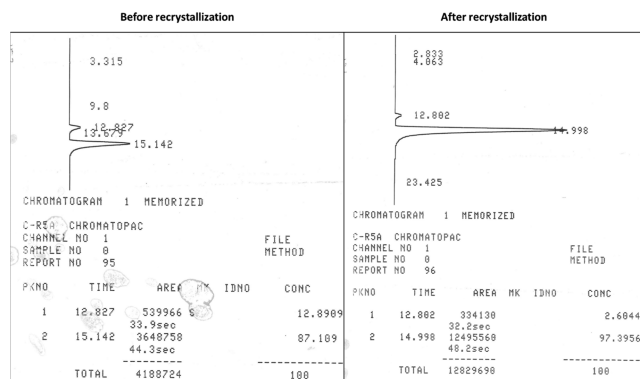 Before recrystallization
3.315
9.8
12.827
13.679
15.142
CHROMATOGRAM 1 MEMORIZED
C-R5A CHROMATOPAC
CHANNEL NO 1 FILE
SAMPLE NO 0 METHOD
REPORT NO 95
PKNO TIME AREA MK IDNO CONC
1 12.827 539966 S 12.8909
33.9sec
2 15.142 3648758 87.109
44.3sec
TOTAL 4188724 100
After recrystallization
2.833
4.063
12.802
14.998
23.425
CHROMATOGRAM 1 MEMORIZED
C-R5A CHROMATOPAC
CHANNEL NO 1 FILE
SAMPLE NO 0 METHOD
REPORT NO 96
PKNO TIME AREA MK IDNO CONC
1 12.802 334130 2.6044
32.2sec
2 14.998 12495560 97.3956
48.2sec
TOTAL 12829690 100